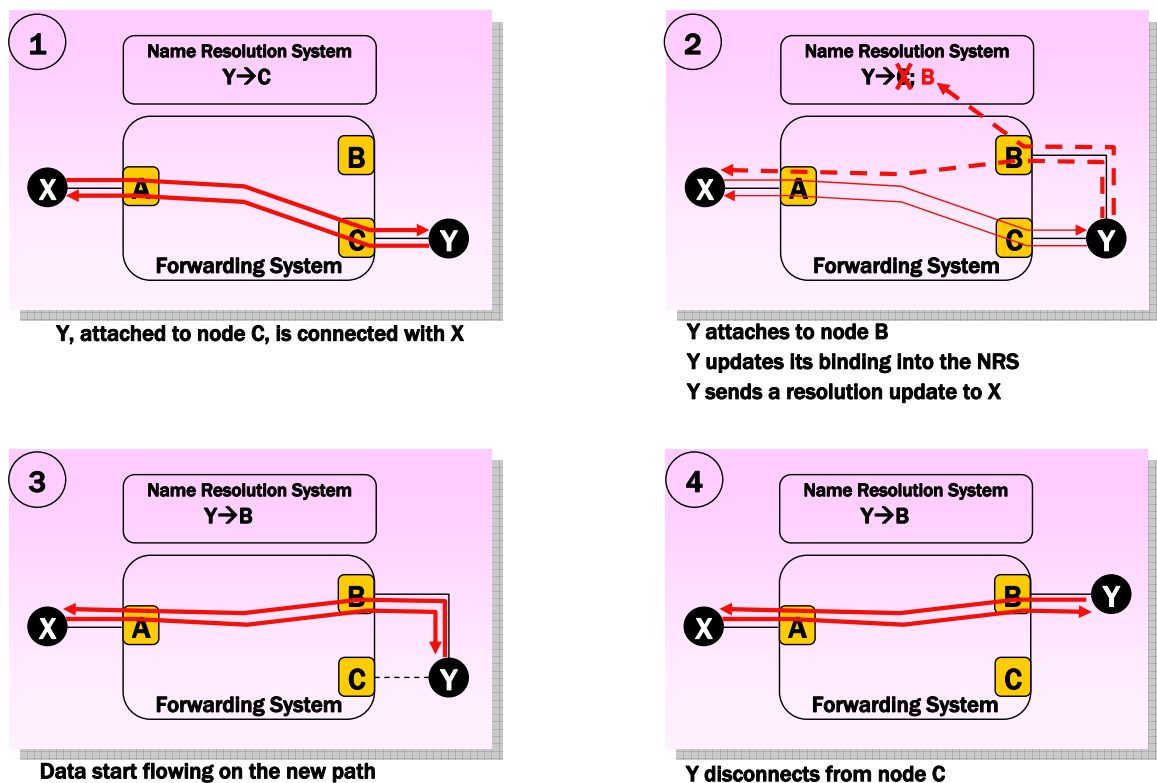 1
Name Resolution System
Y→C
B
X
A
C
Y
Forwarding System
Y, attached to node C, is connected with X
2
Name Resolution System
Y→C; B
B
X
A
C
Y
Forwarding System
Y attaches to node B
Y updates its binding into the NRS
Y sends a resolution update to X
3
Name Resolution System
Y→B
B
X
A
C
Y
Forwarding System
Data start flowing on the new path
4
Name Resolution System
Y→B
B
Y
X
A
C
Forwarding System
Y disconnects from node C